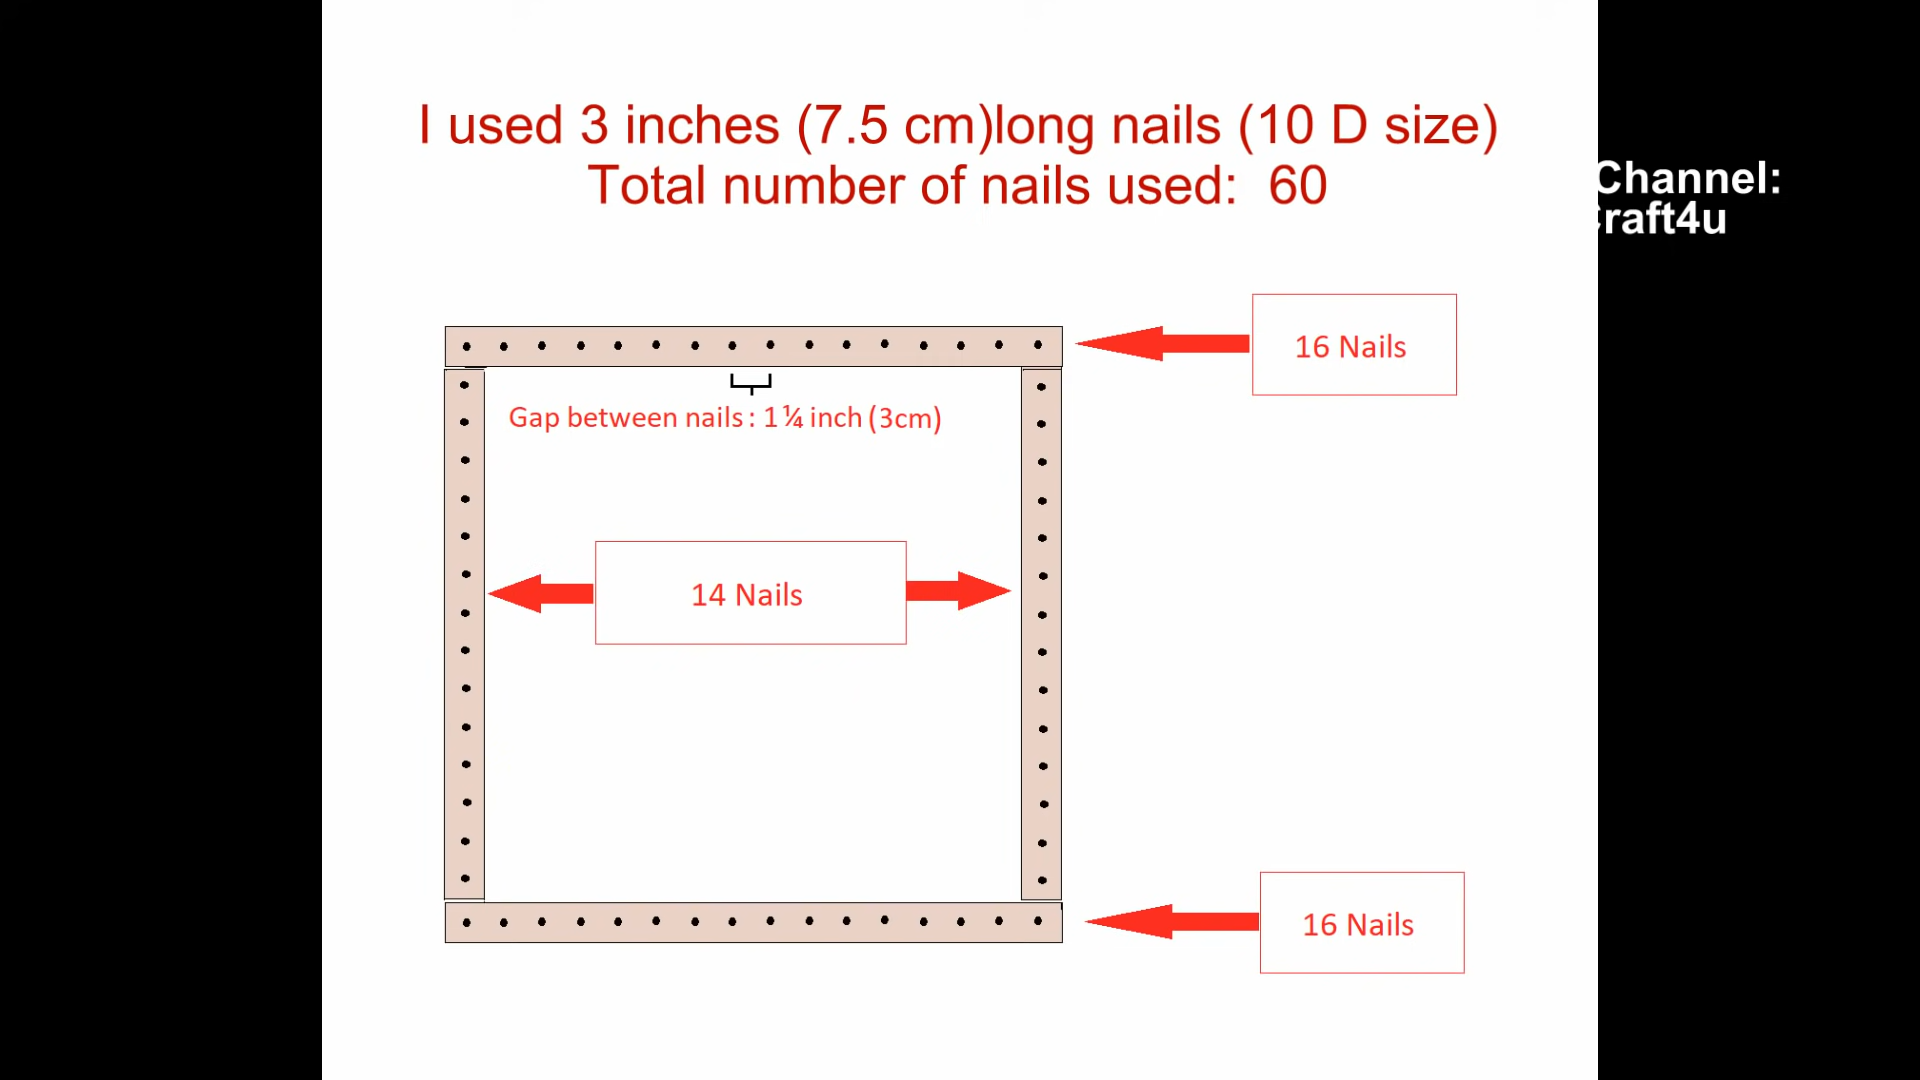 I used 3 inches (7.5 cm)long nails (10 D size)
Total number of nails used: 60
Channel:
raft4u
16 Nails
Gap between nails : 1 ¼ inch (3cm)
14 Nails
16 Nails